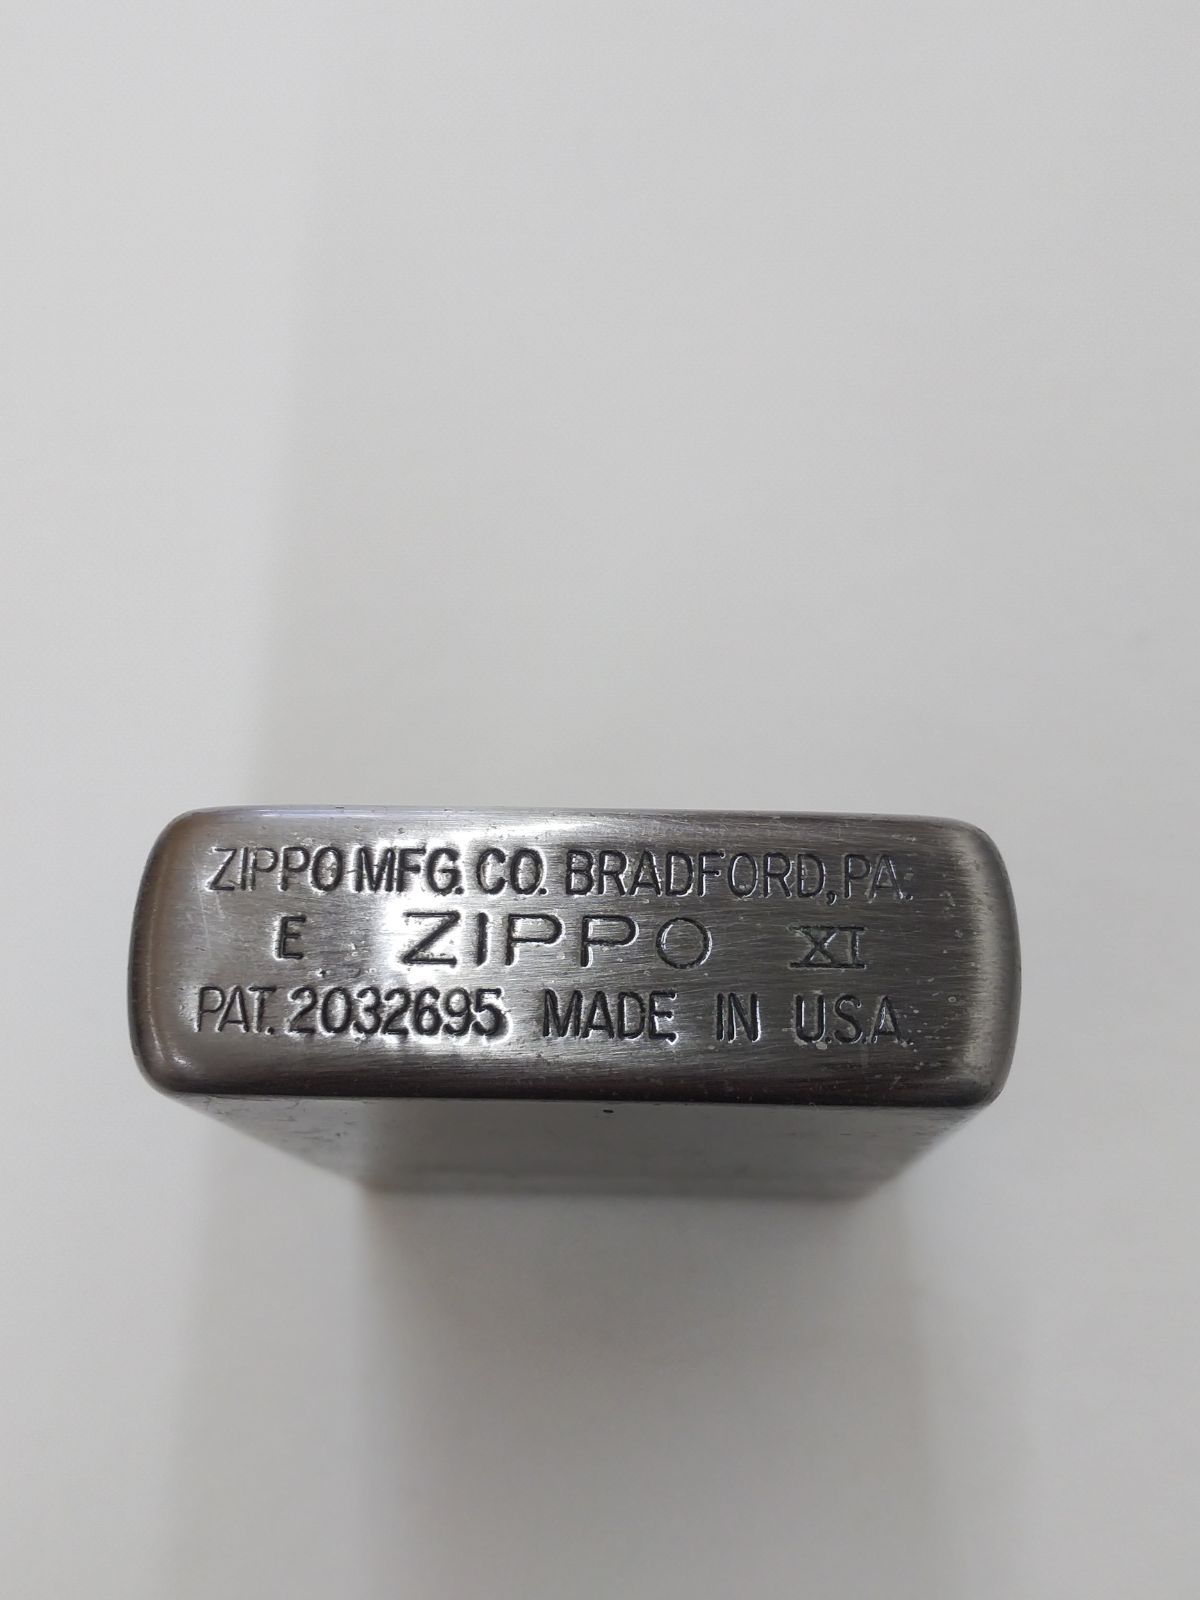 ZIPPO MFG. CO. BRADFORD, PA.
E ZIPPO XI
PAT. 2032695 MADE IN U.S.A.